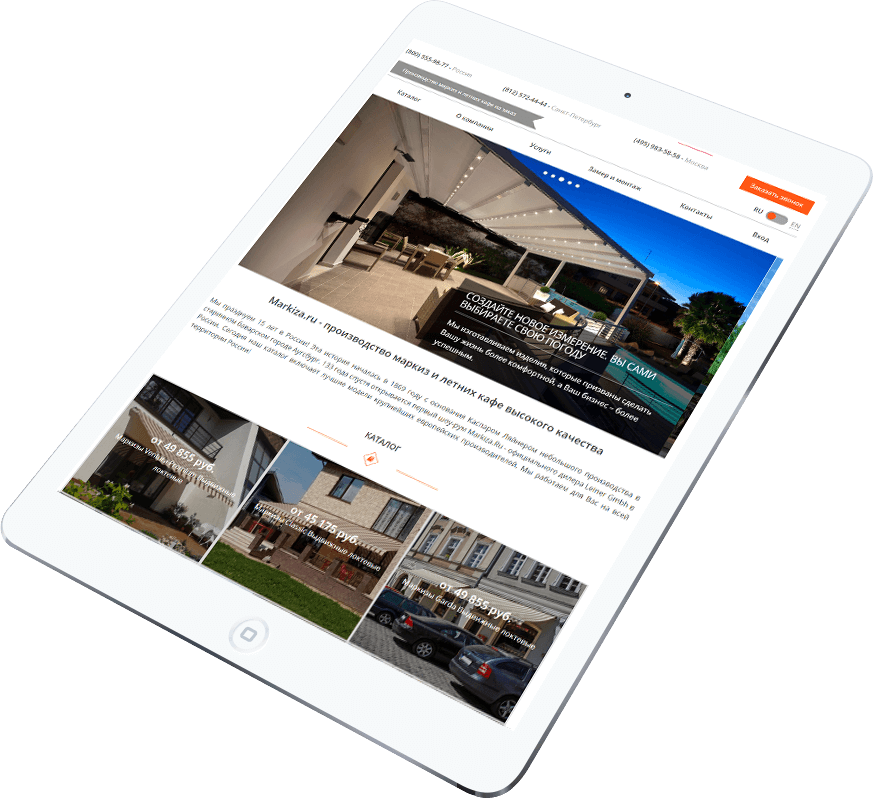 (800) 555-86-77 - Россия
(812) 572-44-44 - Санкт-Петербург
(495) 983-58-58 - Москва
Производство маркиз и летних кафе на заказ
Заказать звонок
Каталог
О компании
Услуги
Замер и монтаж
Контакты
Вход
RU EN
СОЗДАЙТЕ НОВОЕ ИЗМЕРЕНИЕ. ВЫ САМИ
ВЫБИРАЕТЕ СВОЮ ПОГОДУ
Мы изготавливаем изделия, которые призваны сделать
Вашу жизнь более комфортной, а Ваш бизнес – более
успешным.
Markiza.ru - производство маркиз и летних кафе высокого качества
Мы празднуем 15 лет в России! Эта история началась в 1869 году с основания Каспаром Ляйнером небольшого производства в
старинном баварском городе Аугсбург. 133 года спустя открывается первый шоу-рум Markiza.Ru - официального дилера Leiner Gmbh в
России. Сегодня наш каталог включает лучшие модели крупнейших европейских производителей. Мы работаем для Вас на всей
территории России!
КАТАЛОГ
от 49 855 руб.
Маркизы Выдвижные
локтевые
от 45 175 руб.
Маркизы Classic Выдвижные локтевые
от 49 855 руб.
Маркизы Garda Выдвижные локтевые